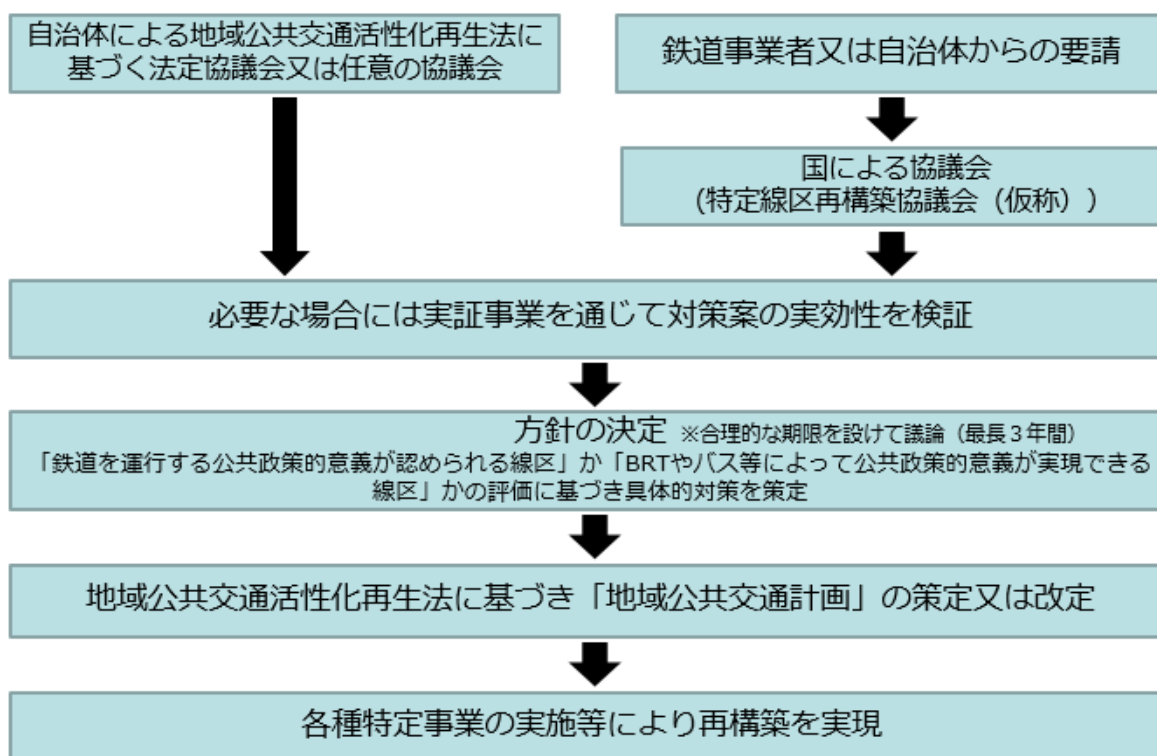 自治体による地域公共交通活性化再生法に
基づく法定協議会又は任意の協議会
鉄道事業者又は自治体からの要請
国による協議会
（特定線区再構築協議会（仮称））
必要な場合には実証事業を通じて対策案の実効性を検証
方針の決定 ※合理的な期限を設けて議論（最長３年間）
「鉄道を運行する公共政策的意義が認められる線区」か「BRTやバス等によって公共政策的意義が実現できる
線区」かの評価に基づき具体的対策を策定
地域公共交通活性化再生法に基づき「地域公共交通計画」の策定又は改定
各種特定事業の実施等により再構築を実現